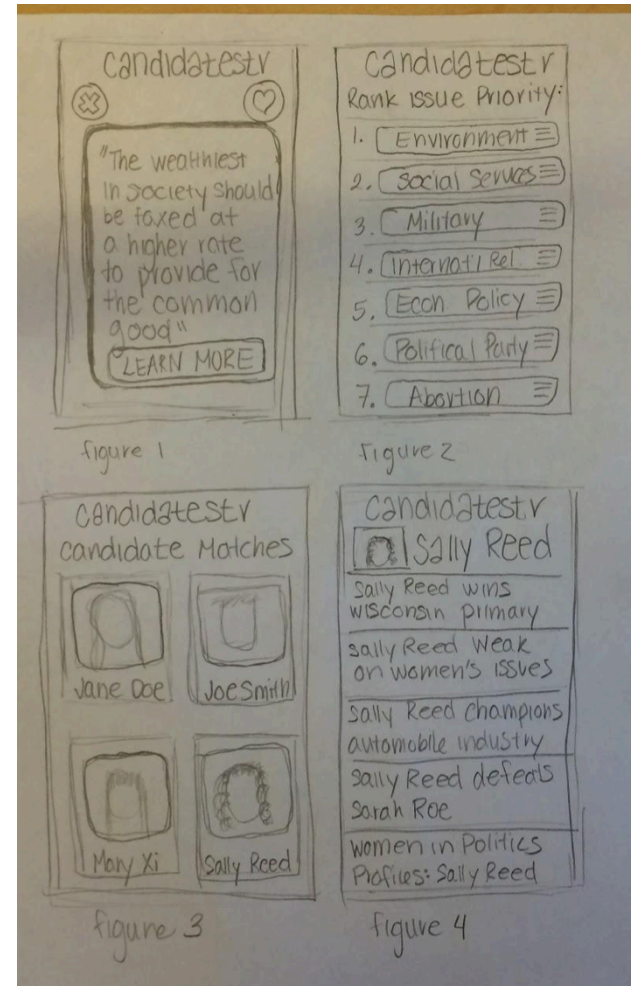 candidatestr
"The wealthiest
in society should
be taxed at
a higher rate
to provide for
the common
good"
LEARN MORE
figure 1
candidatestr
Rank issue Priority:
1. Environment
2. Social Services
3. Military
4. Internat'l Rel.
5. Econ Policy
6. Political Party
7. Abortion
figure 2
candidatestr
candidate Matches
Jane Doe
Joe Smith
Mary Xi
Sally Reed
figure 3
candidatestr
Sally Reed
Sally Reed wins
wisconsin primary
Sally Reed Weak
on women's issues
Sally Reed champions
automobile industry
Sally Reed defeats
Sarah Roe
women in Politics
Profiles: Sally Reed
figure 4